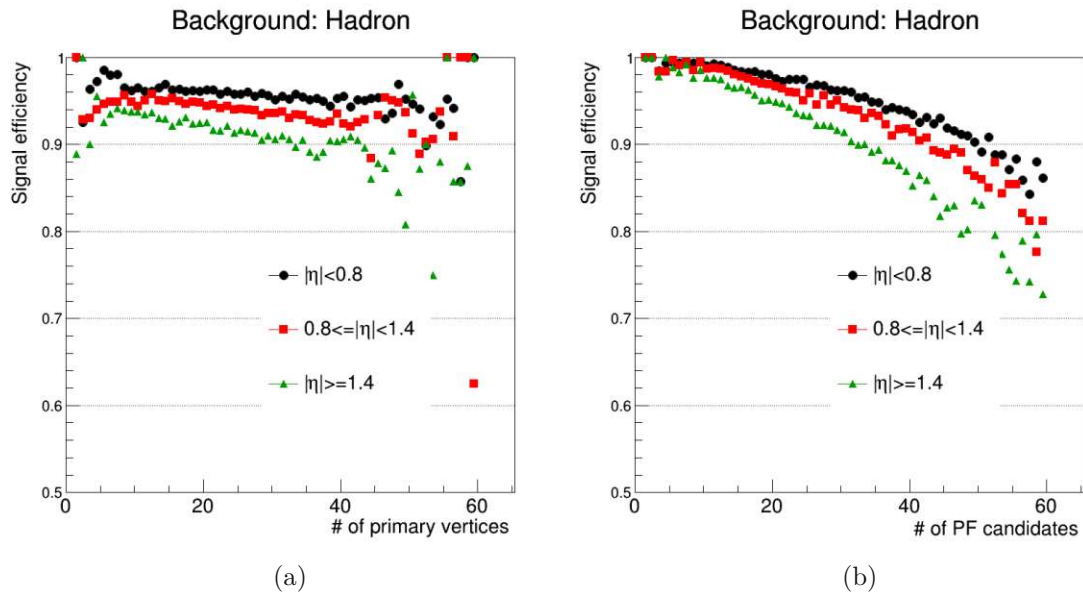 Background: Hadron
Signal efficiency
1
0.9
0.8
0.7
0.6
0.5
|η|<0.8
0.8<=|η|<1.4
|η|>=1.4
0 20 40 60
# of primary vertices
(a)
Background: Hadron
Signal efficiency
1
0.9
0.8
0.7
0.6
0.5
|η|<0.8
0.8<=|η|<1.4
|η|>=1.4
0 20 40 60
# of PF candidates
(b)